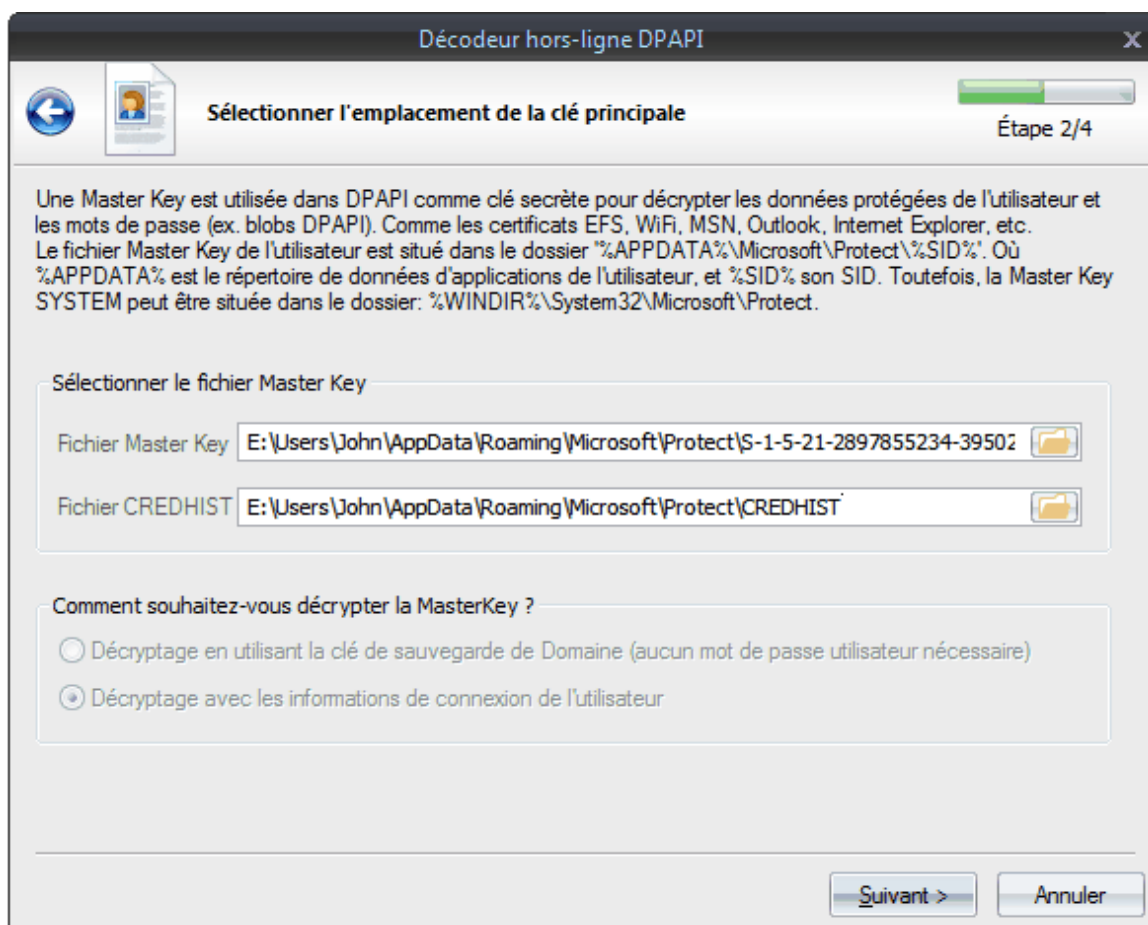 Décodeur hors-ligne DPAPI
Sélectionner l'emplacement de la clé principale
Étape 2/4
Une Master Key est utilisée dans DPAPI comme clé secrète pour décrypter les données protégées de l'utilisateur et
les mots de passe (ex. blobs DPAPI). Comme les certificats EFS, WiFi, MSN, Outlook, Internet Explorer, etc.
Le fichier Master Key de l'utilisateur est situé dans le dossier '%APPDATA%\Microsoft\Protect\%SID%'. Où
%APPDATA% est le répertoire de données d'applications de l'utilisateur, et %SID% son SID. Toutefois, la Master Key
SYSTEM peut être située dans le dossier: %WINDIR%\System32\Microsoft\Protect.
Sélectionner le fichier Master Key
Fichier Master Key E:\Users\John\AppData\Roaming\Microsoft\Protect\S-1-5-21-2897855234-39502
Fichier CREDHIST E:\Users\John\AppData\Roaming\Microsoft\Protect\CREDHIST
Comment souhaitez-vous décrypter la MasterKey ?
Décryptage en utilisant la clé de sauvegarde de Domaine (aucun mot de passe utilisateur nécessaire)
Décryptage avec les informations de connexion de l'utilisateur
Suivant > Annuler